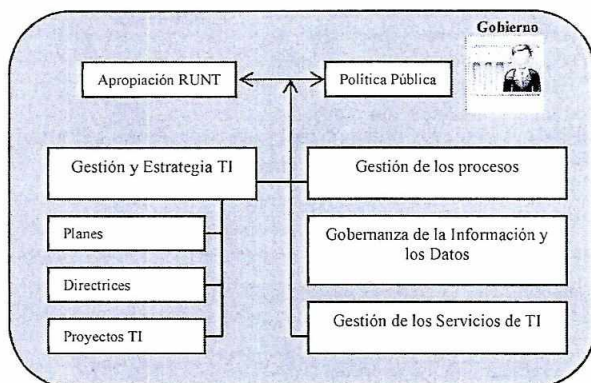 Gobierno
Apropiación RUNT
Política Pública
Gestión y Estrategia TI
Gestión de los procesos
Planes
Gobernanza de la Información y
los Datos
Directrices
Proyectos TI
Gestión de los Servicios de TI